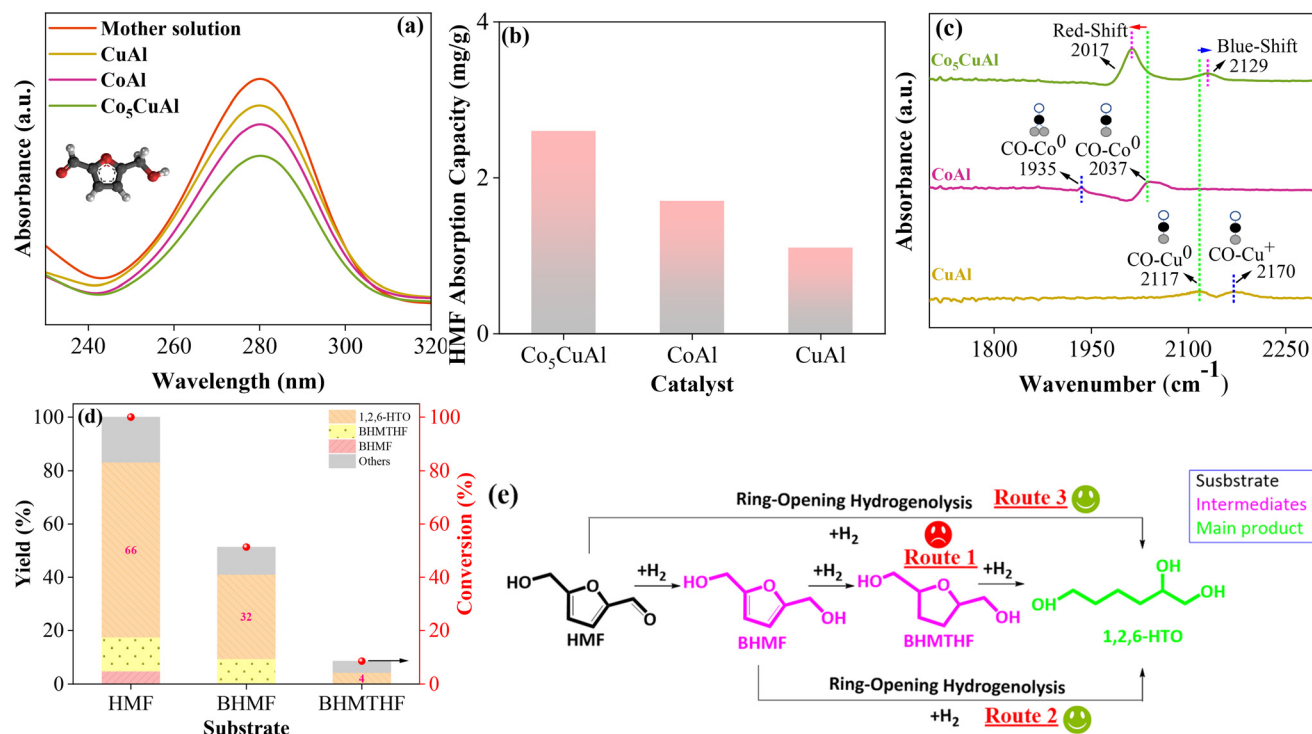 (a)
Mother solution
CuAl
CoAl
Co5CuAl
Absorbance (a.u.)
240 260 280 300 320
Wavelength (nm)
(b)
HMF Absorption Capacity (mg/g)
4
2
0
Co5CuAl CoAl CuAl
Catalyst
(c)
Red-Shift
2017
Blue-Shift
2129
Co5CuAl
CO-Co0
1935
CO-Co0
2037
CoAl
CO-Cu0
2117
CO-Cu+
2170
CuAl
Absorbance (a.u.)
1800 1950 2100 2250
Wavenumber (cm-1)
(d)
1,2,6-HTO
BHMTHF
BHMF
Others
Yield (%)
100
80
60
40
20
0
66
32
4
HMF BHMF BHMTHF
Substrate
100
80
60
40
20
0
Conversion (%)
(e)
Susbstrate
Intermediates
Main product
Ring-Opening Hydrogenolysis Route 3
+H2
Route 1
HO O O
HMF
+H2
HO O OH
BHMF
+H2
HO O OH
BHMTHF
+H2
OH OH OH
1,2,6-HTO
Ring-Opening Hydrogenolysis
+H2 Route 2